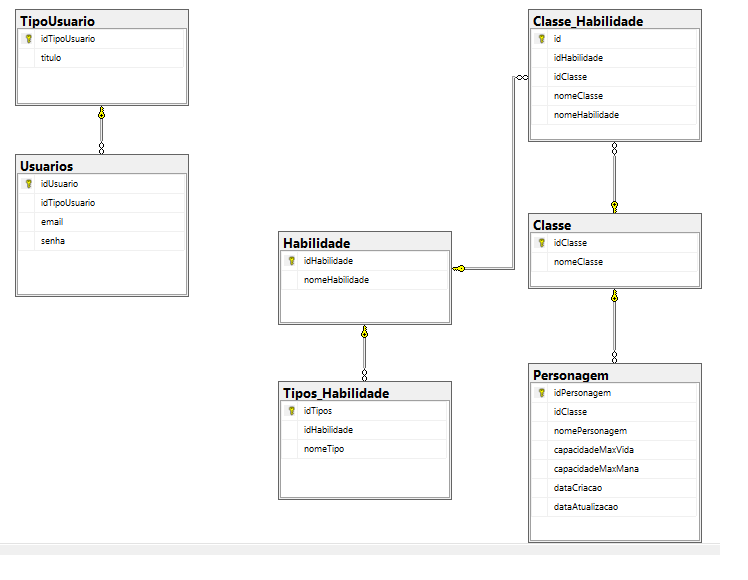 TipoUsuario
idTipoUsuario
titulo
Usuarios
idUsuario
idTipoUsuario
email
senha
Habilidade
idHabilidade
nomeHabilidade
Tipos_Habilidade
idTipos
idHabilidade
nomeTipo
Classe_Habilidade
id
idHabilidade
idClasse
nomeClasse
nomeHabilidade
Classe
idClasse
nomeClasse
Personagem
idPersonagem
idClasse
nomePersonagem
capacidadeMaxVida
capacidadeMaxMana
dataCriacao
dataAtualizacao